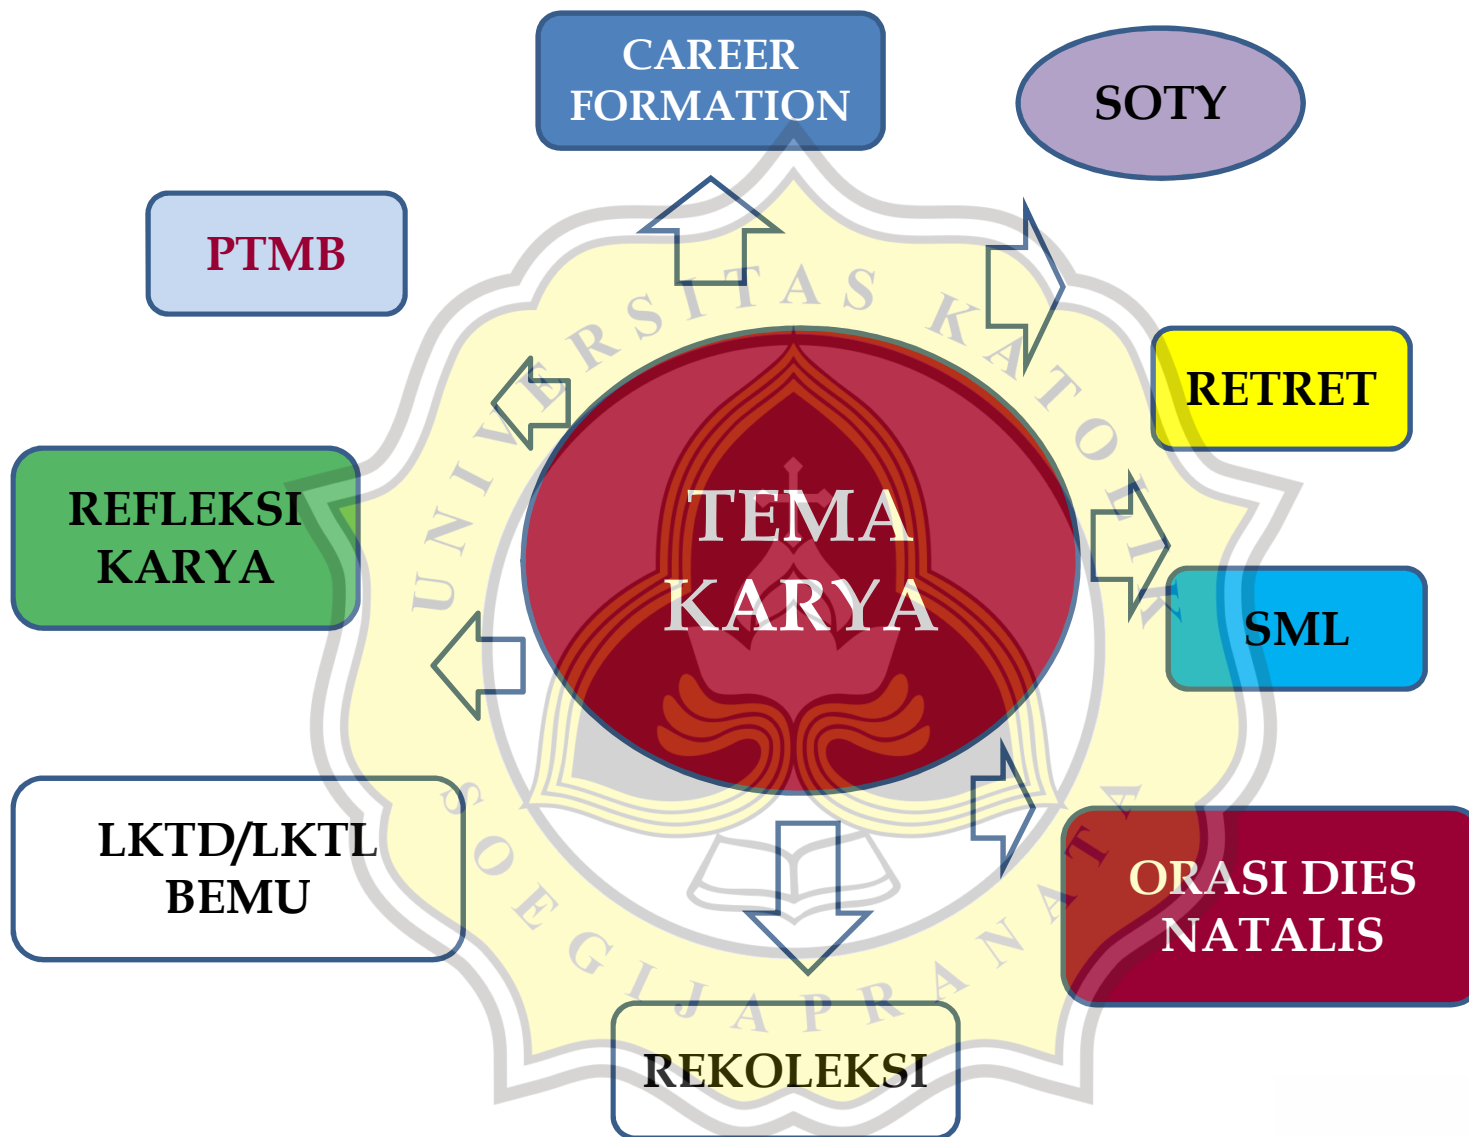 CAREER
FORMATION
SOTY
PTMB
RETRET
REFLEKSI
KARYA
TEMA
KARYA
SML
LKTD/LKTL
BEMU
ORASI DIES
NATALIS
REKOLEKSI
UNIVERSITAS KATOLIK
SOEGIJAPRANATA